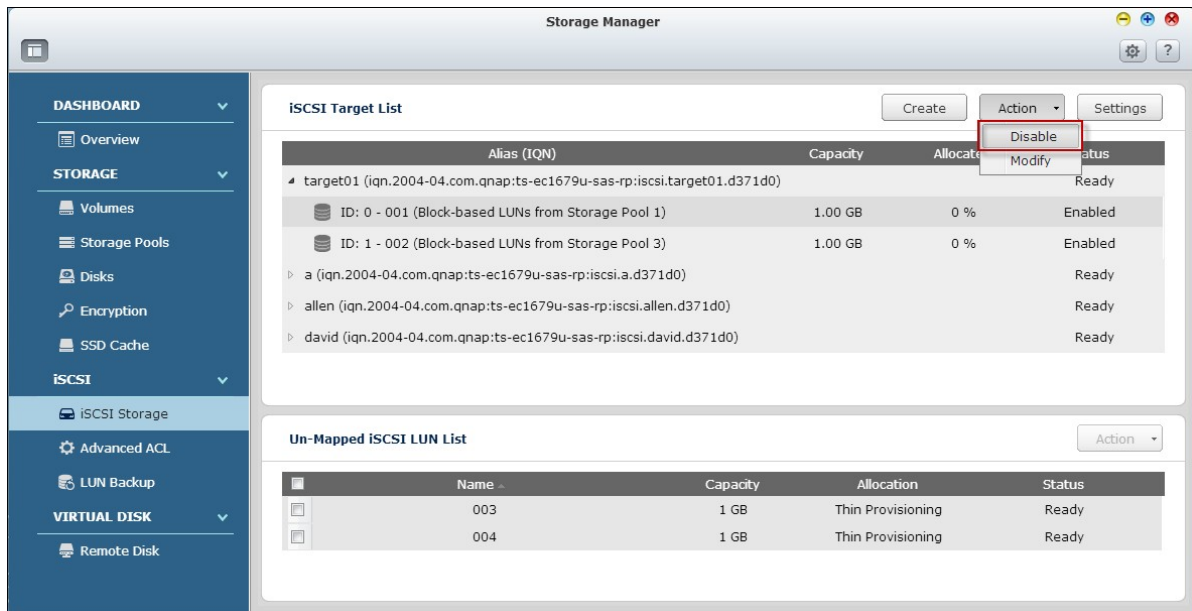 Storage Manager
?
DASHBOARD
Overview
STORAGE
Volumes
Storage Pools
Disks
Encryption
SSD Cache
iSCSI
iSCSI Storage
Advanced ACL
LUN Backup
VIRTUAL DISK
Remote Disk
iSCSI Target List
Create
Action
Settings
Disable
Modify
Alias (IQN) Capacity Allocate atus
target01 (iqn.2004-04.com.qnap:ts-ec1679u-sas-rp:iscsi.target01.d371d0) Ready
ID: 0 - 001 (Block-based LUNs from Storage Pool 1) 1.00 GB 0 % Enabled
ID: 1 - 002 (Block-based LUNs from Storage Pool 3) 1.00 GB 0 % Enabled
a (iqn.2004-04.com.qnap:ts-ec1679u-sas-rp:iscsi.a.d371d0) Ready
allen (iqn.2004-04.com.qnap:ts-ec1679u-sas-rp:iscsi.allen.d371d0) Ready
david (iqn.2004-04.com.qnap:ts-ec1679u-sas-rp:iscsi.david.d371d0) Ready
Un-Mapped iSCSI LUN List
Action
Name Capacity Allocation Status
003 1 GB Thin Provisioning Ready
004 1 GB Thin Provisioning Ready